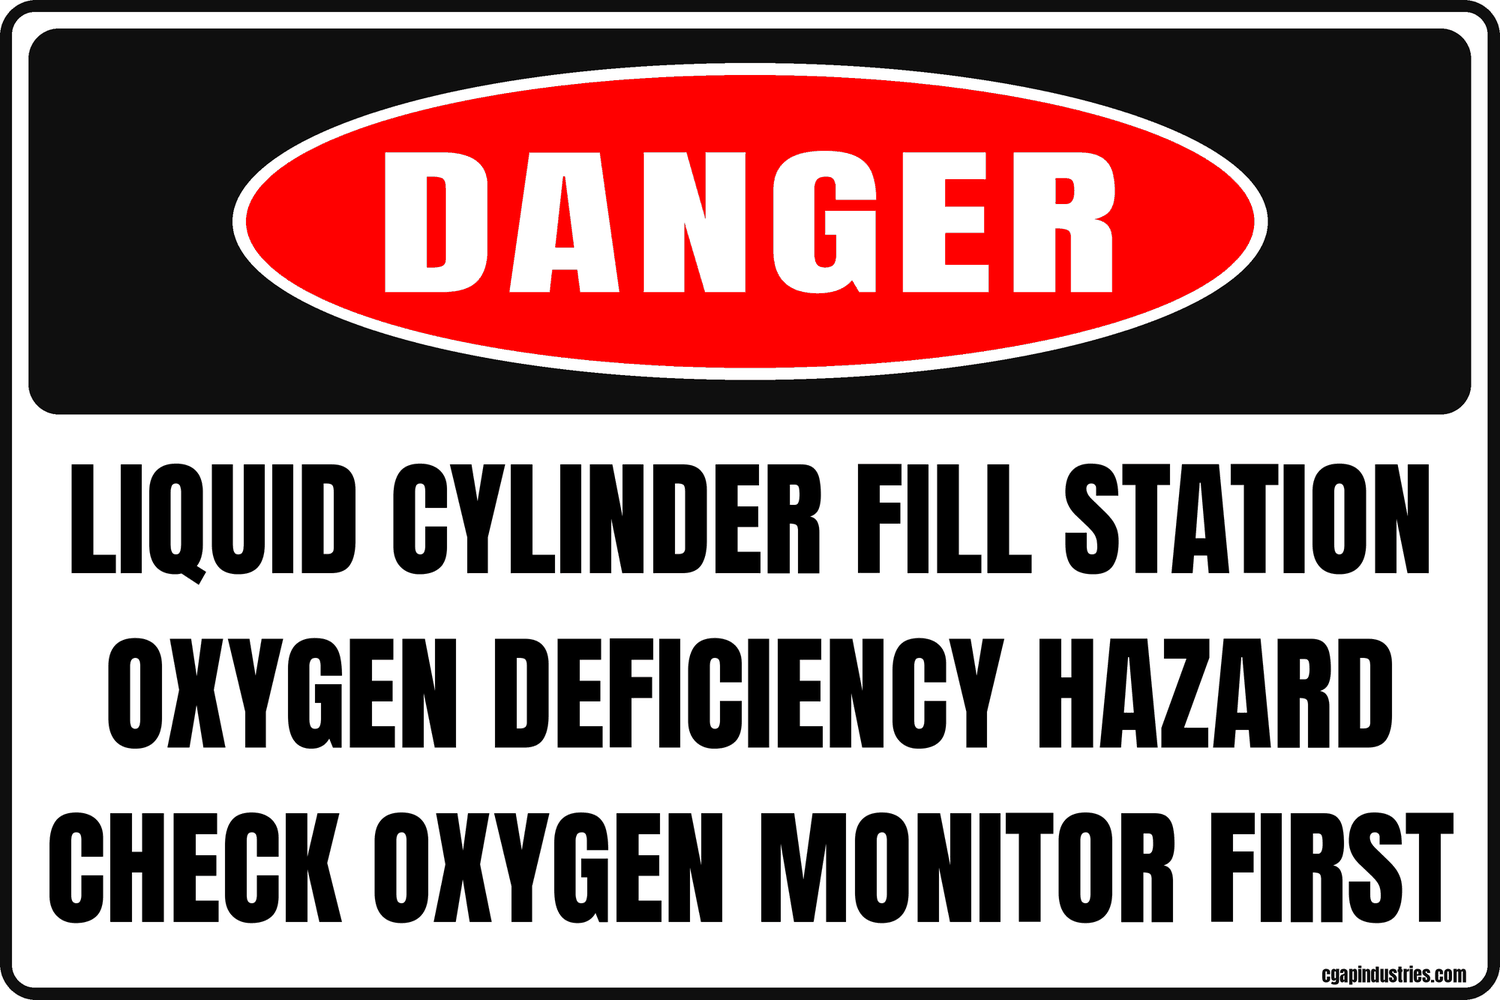 DANGER
LIQUID CYLINDER FILL STATION
OXYGEN DEFICIENCY HAZARD
CHECK OXYGEN MONITOR FIRST
cgapindustries.com